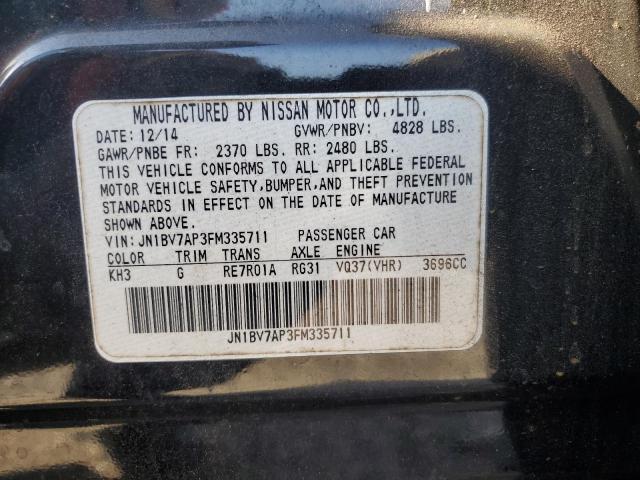 MANUFACTURED BY NISSAN MOTOR CO.,LTD.
DATE: 12/14 GVWR/PNBV: 4828 LBS.
GAWR/PNBE FR: 2370 LBS. RR: 2480 LBS.
THIS VEHICLE CONFORMS TO ALL APPLICABLE FEDERAL
MOTOR VEHICLE SAFETY,BUMPER,AND THEFT PREVENTION
STANDARDS IN EFFECT ON THE DATE OF MANUFACTURE
SHOWN ABOVE.
VIN: JN1BV7AP3FM335711 PASSENGER CAR
COLOR TRIM TRANS AXLE ENGINE
KH3 G RE7R01A RG31 VQ37(VHR) 3696CC
JN1BV7AP3FM335711